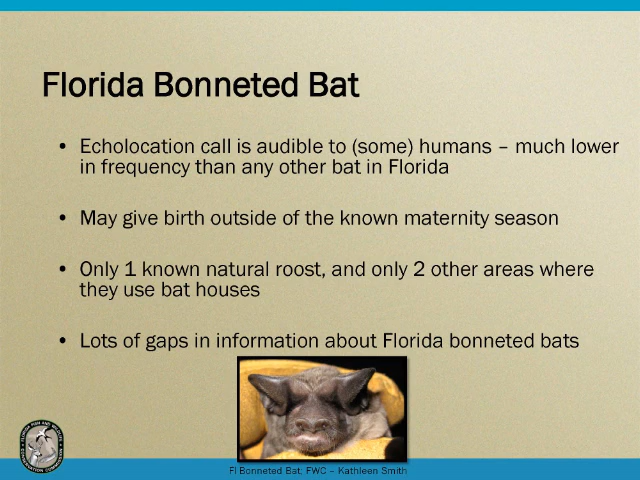 Florida Bonneted Bat
• Echolocation call is audible to (some) humans – much lower
in frequency than any other bat in Florida
• May give birth outside of the known maternity season
• Only 1 known natural roost, and only 2 other areas where
they use bat houses
• Lots of gaps in information about Florida bonneted bats
Fl Bonneted Bat: FWC – Kathleen Smith